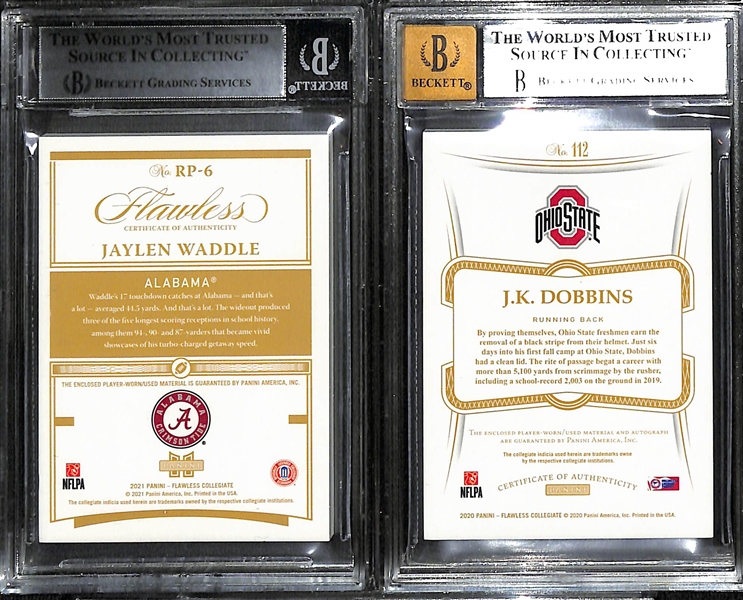 THE WORLD'S MOST TRUSTED
SOURCE IN COLLECTING™
B BECKETT GRADING SERVICES
B
BECKETT
No. RP-6
Flawless
CERTIFICATE OF AUTHENTICITY
JAYLEN WADDLE
ALABAMA®
Waddle's 17 touchdown catches at Alabama — and that's
a lot — averaged 44.5 yards. And that's a lot. The wideout produced
three of the five longest scoring receptions in school history,
among them 94-, 90- and 87-yarders that became vivid
showcases of his turbo-charged getaway speed.
THE ENCLOSED PLAYER-WORN/USED MATERIAL IS GUARANTEED BY PANINI AMERICA, INC.
ALABAMA
A
CRIMSON TIDE
PANINI
NFLPA
2021 PANINI – FLAWLESS COLLEGIATE
© 2021 Panini America, Inc. Printed in the USA.
The collegiate indicia used herein are trademarks owned by the respective collegiate institutions.
B
BECKETT®
THE WORLD'S MOST TRUSTED
SOURCE IN COLLECTING™
B BECKETT GRADING SERVICES
No. 112
OHIO STATE
J.K. DOBBINS
RUNNING BACK
By proving themselves, Ohio State freshmen earn the
removal of a black stripe from their helmet. Just six
days into his first fall camp at Ohio State, Dobbins
had a clean lid. The rite of passage begat a career with
more than 5,100 yards from scrimmage by the rusher,
including a school-record 2,003 on the ground in 2019.
THE ENCLOSED PLAYER-WORN/USED MATERIAL AND AUTOGRAPH
ARE GUARANTEED BY PANINI AMERICA, INC.
The collegiate indicia used herein are trademarks owned
by the respective collegiate institutions.
NFLPA
CERTIFICATE OF AUTHENTICITY
PANINI
2020 PANINI – FLAWLESS COLLEGIATE © 2020 Panini America, Inc. Printed in the USA.